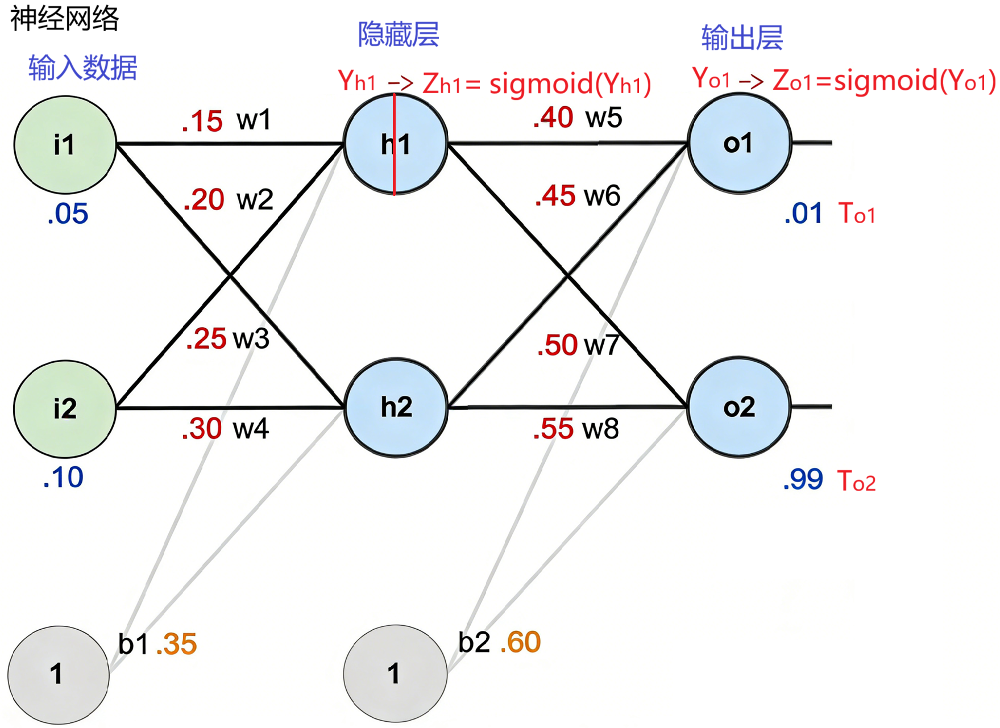 神经网络
隐藏层
输出层
输入数据
Yh1 -> Zh1= sigmoid(Yh1)
Yo1 -> Zo1=sigmoid(Yo1)
.15 w1
.40 w5
i1
h1
o1
.20 w2
.45 w6
.05
.01 To1
.25 w3
.50 w7
i2
h2
o2
.30 w4
.55 w8
.10
.99 To2
b1 .35
b2 .60
1
1